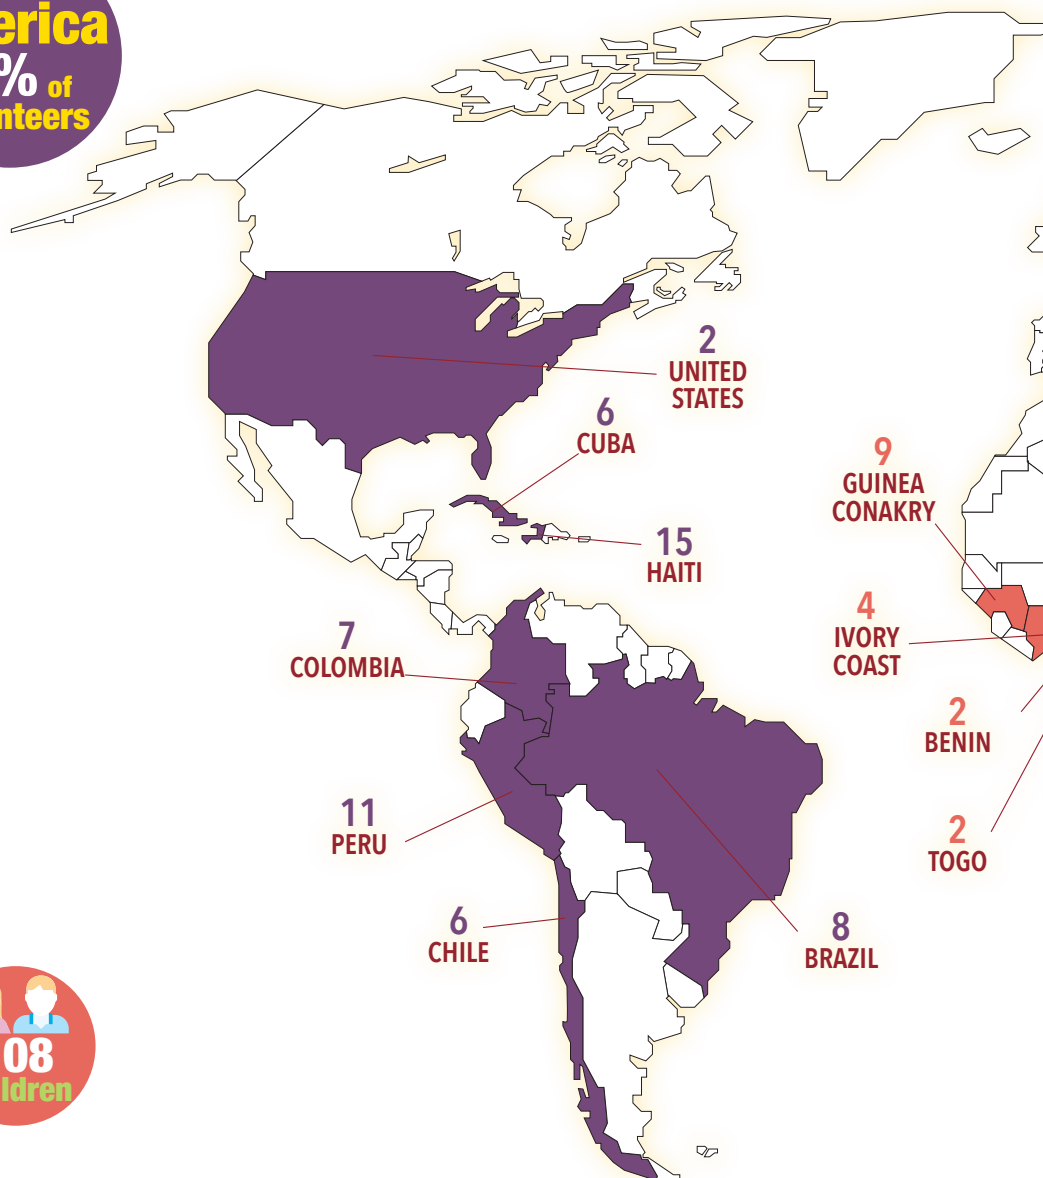 erica
% of
nteers
2
UNITED
STATES
6
CUBA
9
GUINEA
CONAKRY
15
HAITI
4
IVORY
COAST
7
COLOMBIA
2
BENIN
11
PERU
2
TOGO
6
CHILE
8
BRAZIL
08
ldren